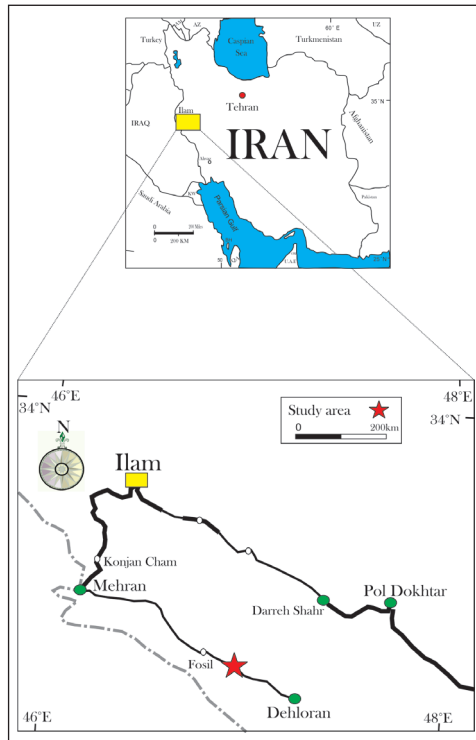 60°E
UZ
AZ
Turkey
Caspian
Sea
Turkmenistan
35°N
Tehran
Ilam
IRAQ
Afghanistan
IRAN
KW
Saudi Arabia
Pakistan
Persian Gulf
0
200 KM
50
U.A.E
46°E
34°N
48°E
34°N
N
Study area
0
200km
Ilam
Konjan Cham
Mehran
Pol Dokhtar
Darreh Shahr
Fosil
Dehloran
46°E
48°E